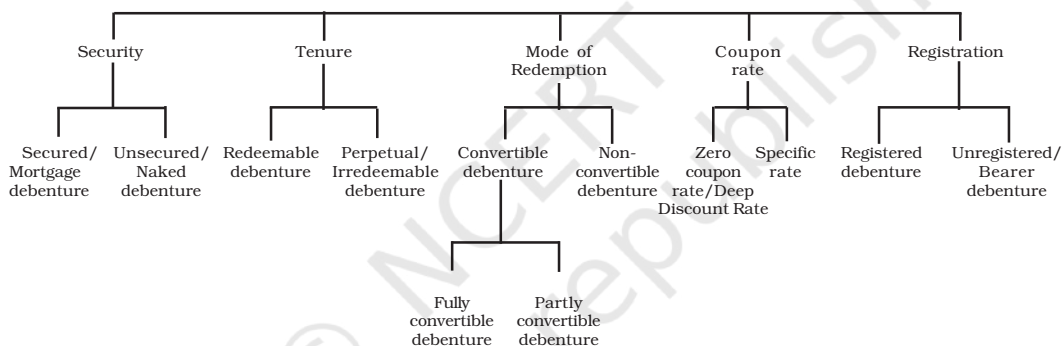 Security
Tenure
Mode of
Redemption
Coupon
rate
Registration
Secured/
Mortgage
debenture
Unsecured/
Naked
debenture
Redeemable
debenture
Perpetual/
Irredeemable
debenture
Convertible
debenture
Non-
convertible
debenture
Zero
coupon
rate/Deep
Discount Rate
Specific
rate
Registered
debenture
Unregistered/
Bearer
debenture
Fully
convertible
debenture
Partly
convertible
debenture
© NCERT
republish